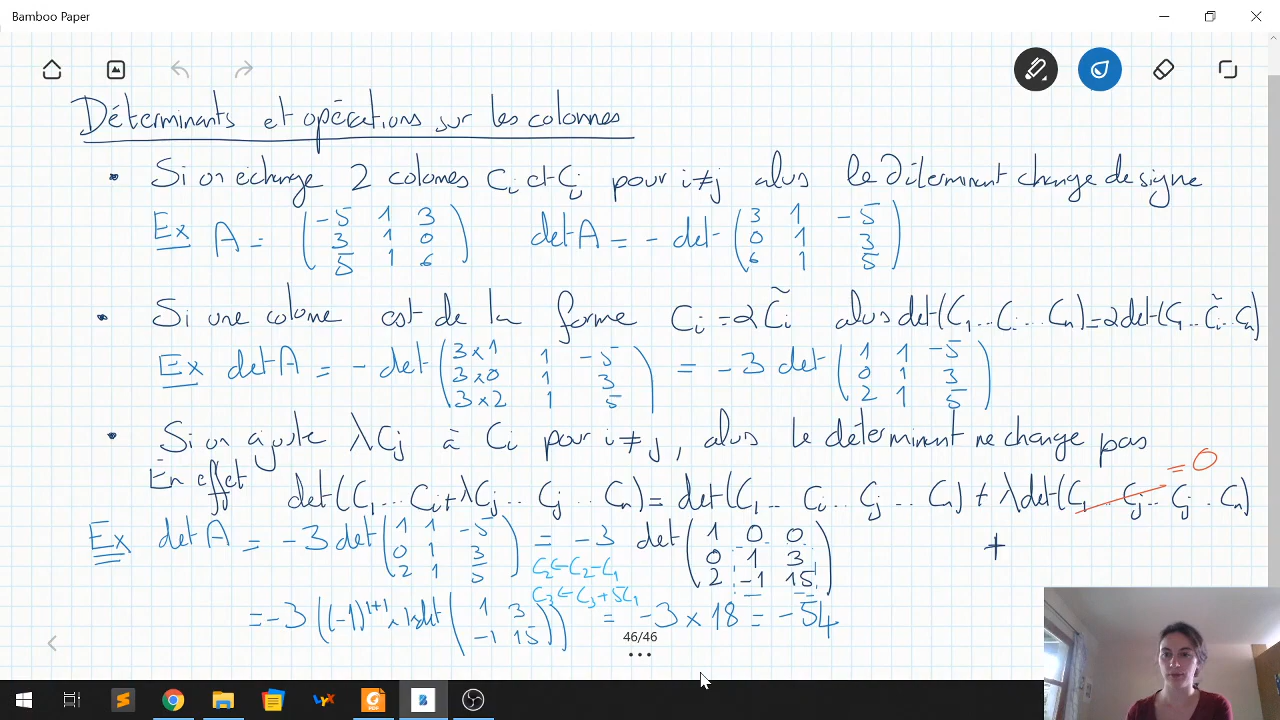 Bamboo Paper
Déterminants et opérations sur les colonnes
• Si on échange 2 colonnes Ci et Cj pour i≠j alors le déterminant change de signe
Ex A = ( -5 1 3 ; 3 1 0 ; 5 1 6 ) detA = - det ( 3 1 -5 ; 0 1 3 ; 6 1 5 )
• Si une colonne est de la forme Ci = 2 C̃i alors det(C1...Ci...Cn)=2det(C1..C̃i..Cn)
Ex detA = - det ( 3×1 1 -5 ; 3×0 1 3 ; 3×2 1 5 ) = -3 det ( 1 1 -5 ; 0 1 3 ; 2 1 5 )
• Si on ajoute λCj à Ci pour i≠j, alors le déterminant ne change pas
= 0
En effet det(C1...Ci+λCj...Cj...Cn) = det(C1...Ci...Cj...Cn) + λdet(C1...Cj...Cj..Cn)
Ex detA = -3det ( 1 1 -5 ; 0 1 3 ; 2 1 5 ) = -3 det ( 1 0 0 ; 0 1 3 ; 2 -1 15 )
C2←C2-C1
C3←C3+5C1
= -3 ((-1)^1+1 × 1det ( 1 3 ; -1 15 )) = -3 × 18 = -54
46/46